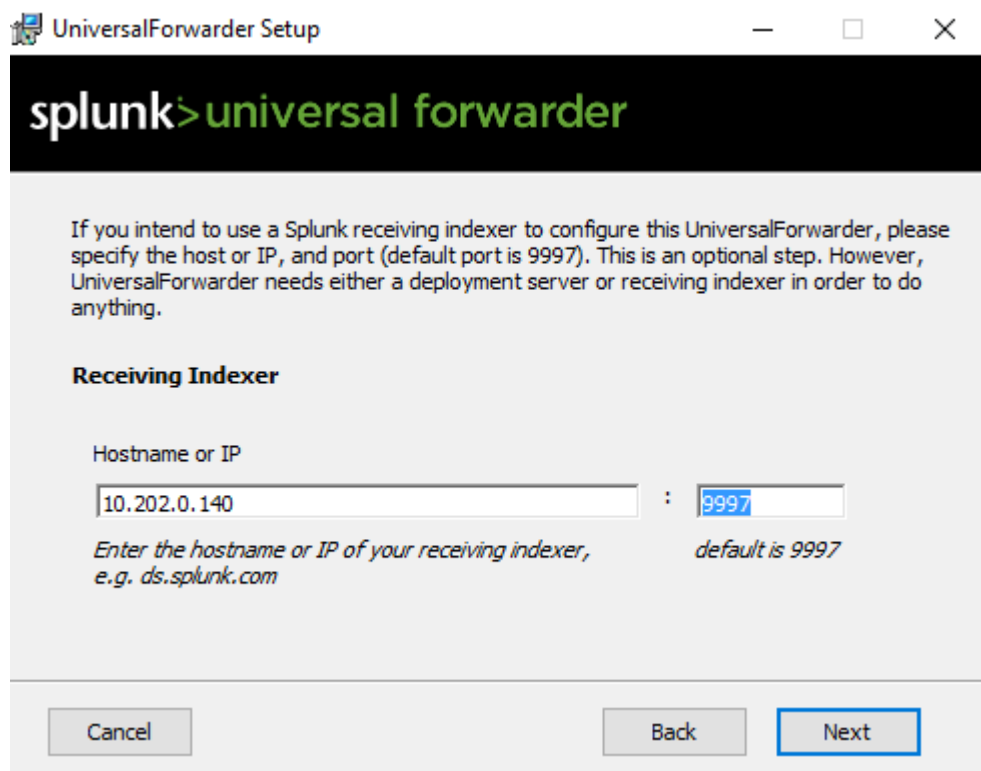 UniversalForwarder Setup
splunk>universal forwarder
If you intend to use a Splunk receiving indexer to configure this UniversalForwarder, please
specify the host or IP, and port (default port is 9997). This is an optional step. However,
UniversalForwarder needs either a deployment server or receiving indexer in order to do
anything.
Receiving Indexer
Hostname or IP
10.202.0.140 : 9997
Enter the hostname or IP of your receiving indexer, default is 9997
e.g. ds.splunk.com
Cancel Back Next